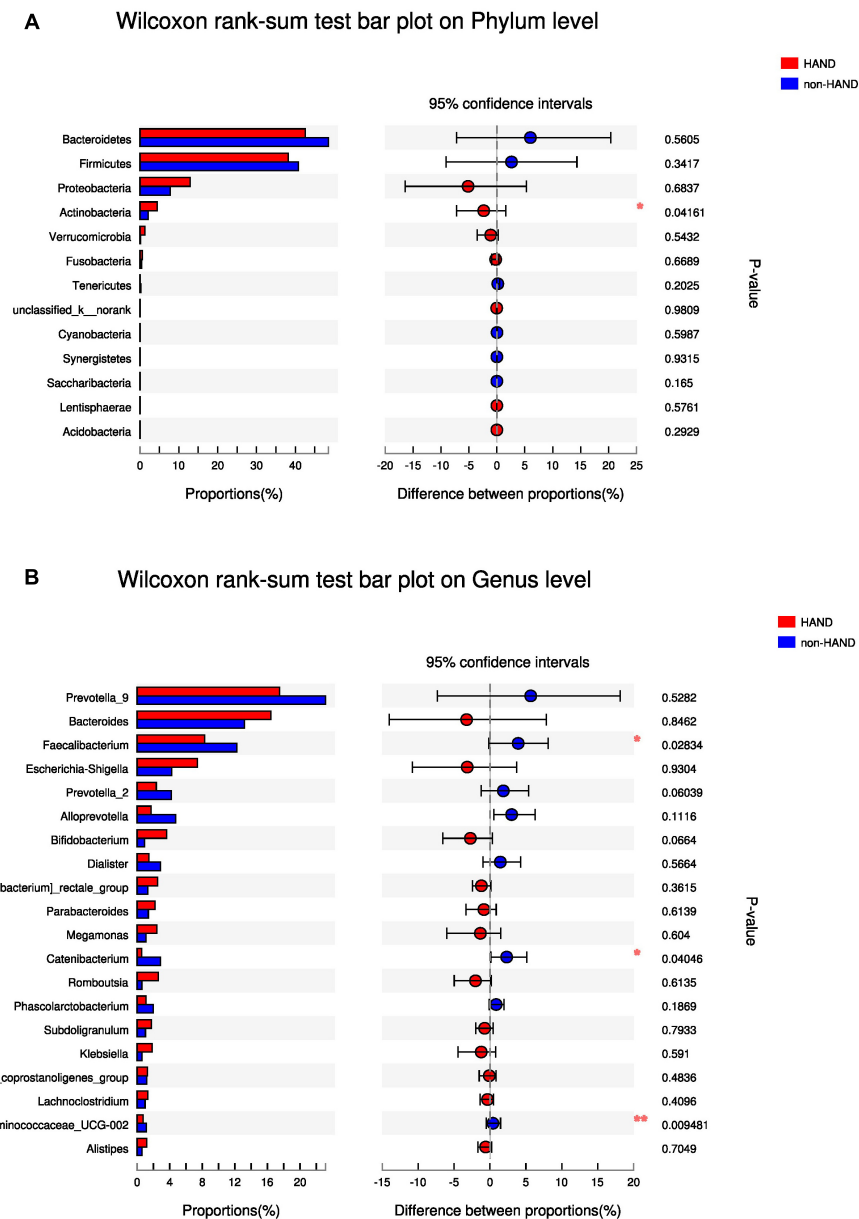 A
Wilcoxon rank-sum test bar plot on Phylum level
HAND
non-HAND
95% confidence intervals
Bacteroidetes 0.5605
Firmicutes 0.3417
Proteobacteria 0.6837
Actinobacteria * 0.04161
Verrucomicrobia 0.5432
Fusobacteria 0.6689
Tenericutes 0.2025
unclassified_k__norank 0.9809
Cyanobacteria 0.5987
Synergistetes 0.9315
Saccharibacteria 0.165
Lentisphaerae 0.5761
Acidobacteria 0.2929
P-value
0 10 20 30 40 -20 -15 -10 -5 0 5 10 15 20 25
Proportions(%) Difference between proportions(%)
B
Wilcoxon rank-sum test bar plot on Genus level
HAND
non-HAND
95% confidence intervals
Prevotella_9 0.5282
Bacteroides 0.8462
Faecalibacterium * 0.02834
Escherichia-Shigella 0.9304
Prevotella_2 0.06039
Alloprevotella 0.1116
Bifidobacterium 0.0664
Dialister 0.5664
bacterium]_rectale_group 0.3615
Parabacteroides 0.6139
Megamonas 0.604
Catenibacterium * 0.04046
Romboutsia 0.6135
Phascolarctobacterium 0.1869
Subdoligranulum 0.7933
Klebsiella 0.591
_coprostanoligenes_group 0.4836
Lachnoclostridium 0.4096
minococcaceae_UCG-002 ** 0.009481
Alistipes 0.7049
P-value
0 4 8 12 16 20 -15 -10 -5 0 5 10 15 20
Proportions(%) Difference between proportions(%)